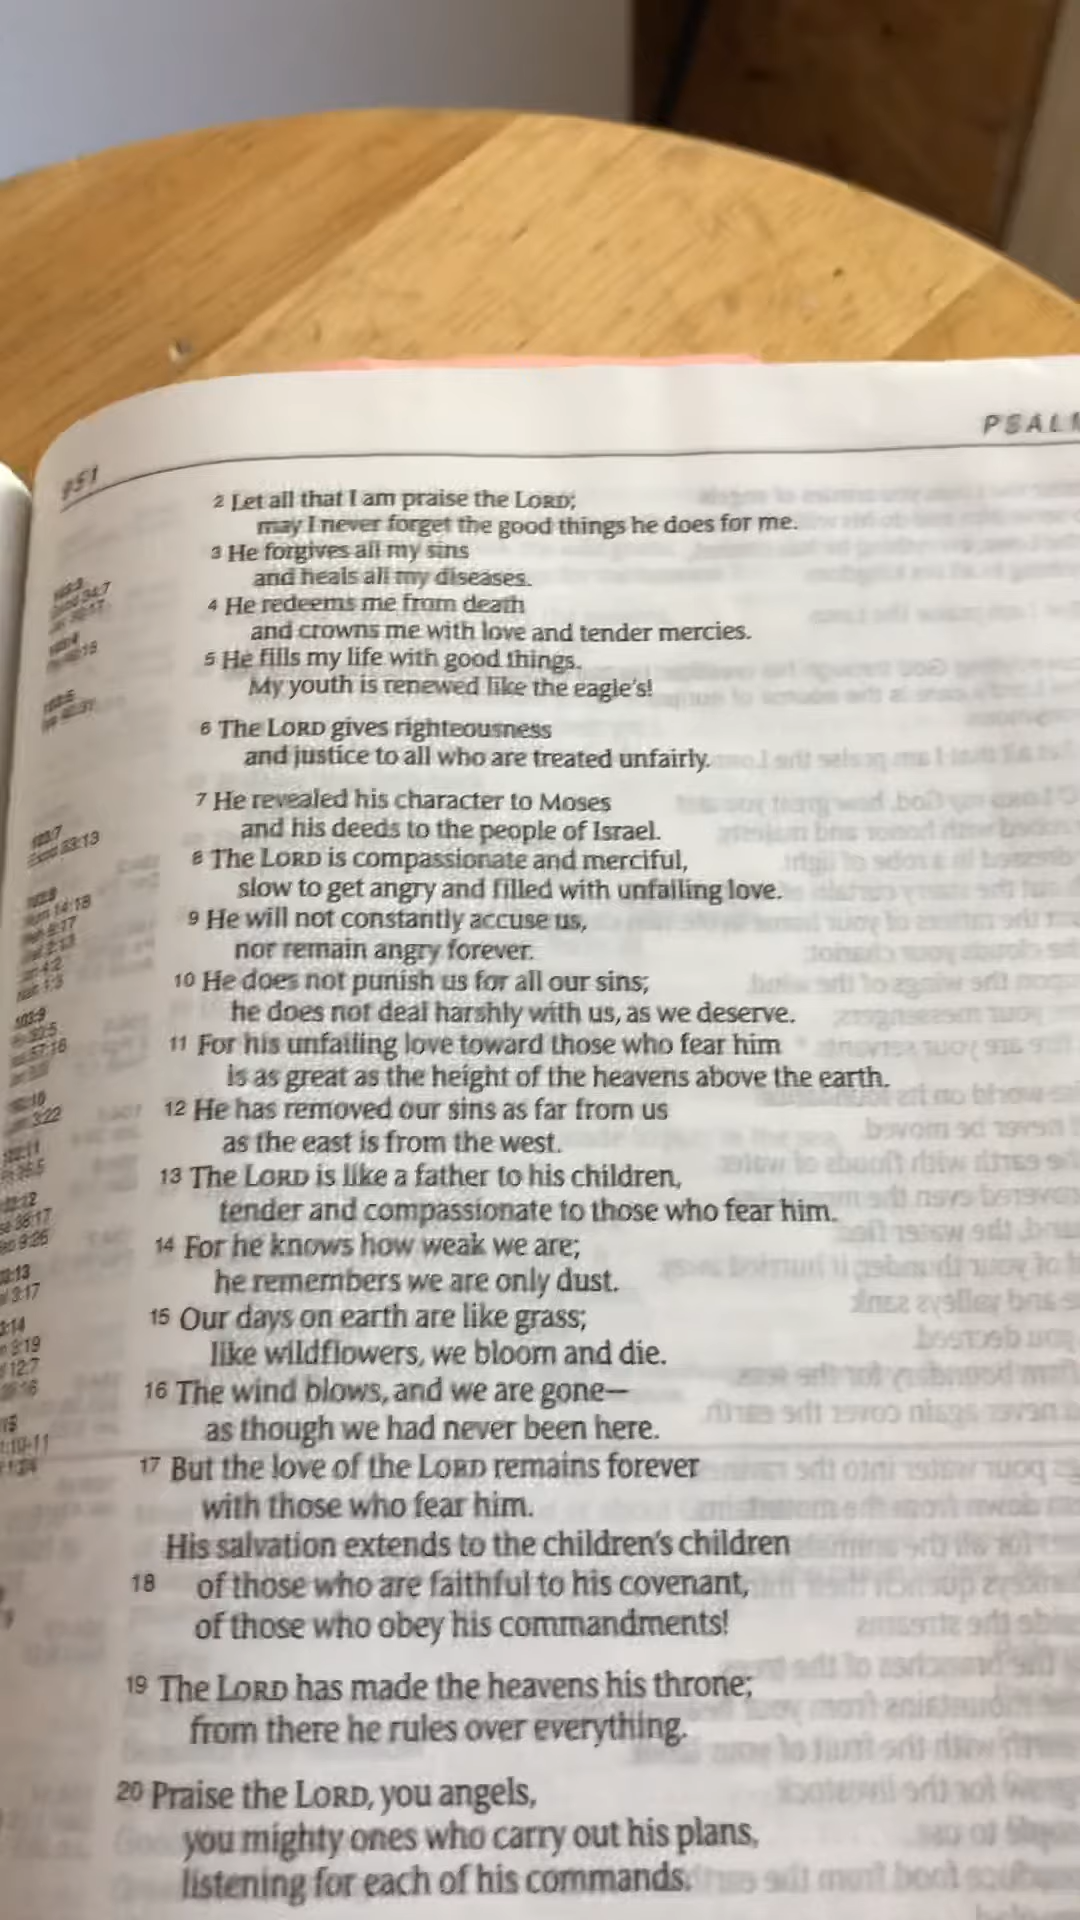 951
PSALM
2 Let all that I am praise the LORD;
may I never forget the good things he does for me.
3 He forgives all my sins
and heals all my diseases.
4 He redeems me from death
and crowns me with love and tender mercies.
5 He fills my life with good things.
My youth is renewed like the eagle's!
6 The LORD gives righteousness
and justice to all who are treated unfairly.
7 He revealed his character to Moses
and his deeds to the people of Israel.
8 The LORD is compassionate and merciful,
slow to get angry and filled with unfailing love.
9 He will not constantly accuse us,
nor remain angry forever.
10 He does not punish us for all our sins;
he does not deal harshly with us, as we deserve.
11 For his unfailing love toward those who fear him
is as great as the height of the heavens above the earth.
12 He has removed our sins as far from us
as the east is from the west.
13 The LORD is like a father to his children,
tender and compassionate to those who fear him.
14 For he knows how weak we are;
he remembers we are only dust.
15 Our days on earth are like grass;
like wildflowers, we bloom and die.
16 The wind blows, and we are gone—
as though we had never been here.
17 But the love of the LORD remains forever
with those who fear him.
His salvation extends to the children's children
18 of those who are faithful to his covenant,
of those who obey his commandments!
19 The LORD has made the heavens his throne;
from there he rules over everything.
20 Praise the LORD, you angels,
you mighty ones who carry out his plans,
listening for each of his commands.
103:7
Exod 33:13
103:9